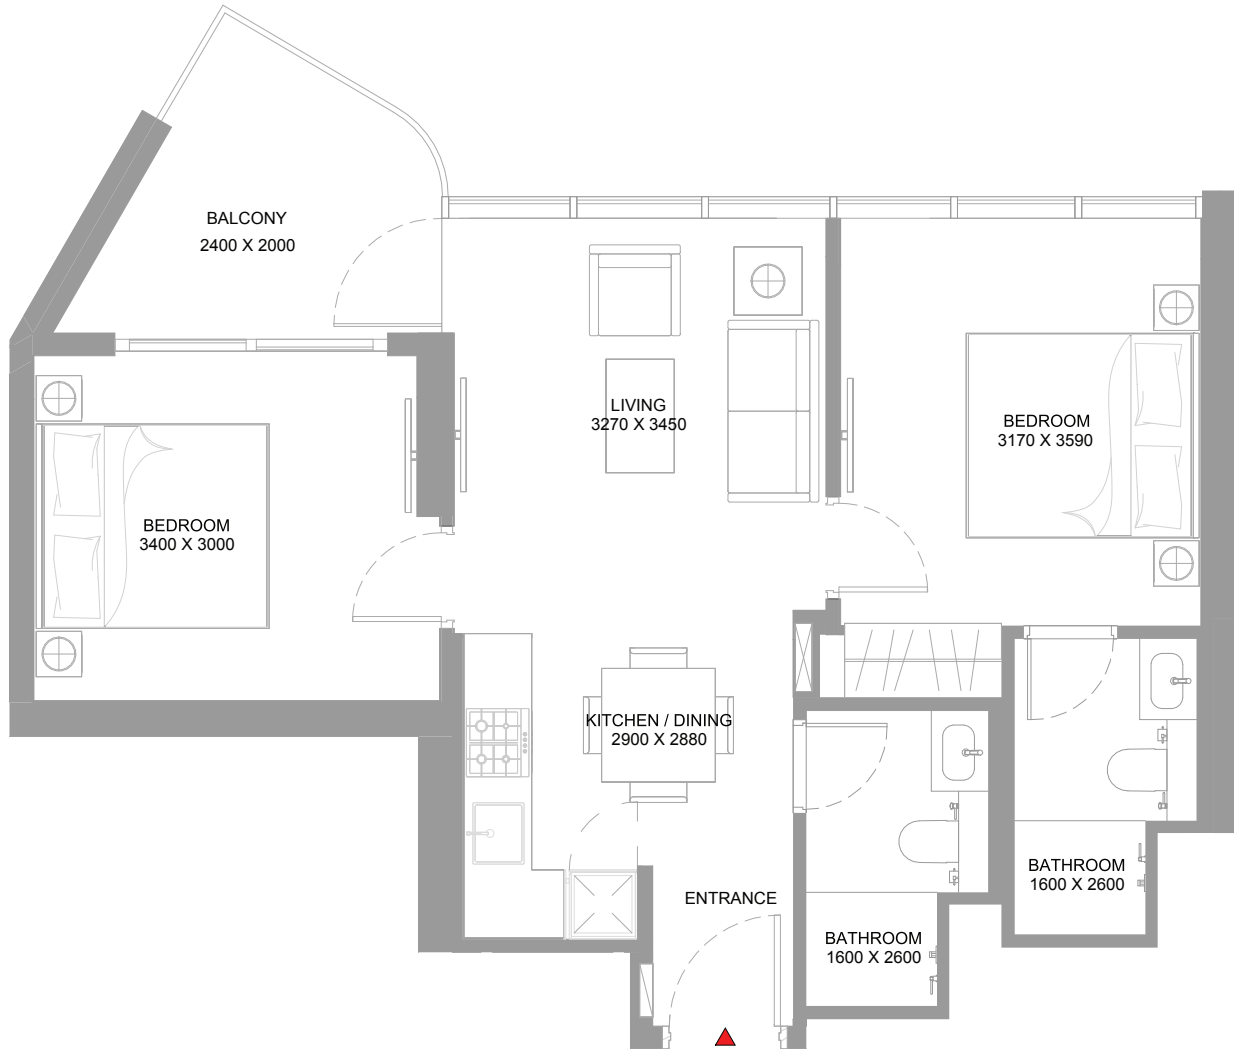 BALCONY
2400 X 2000
LIVING
3270 X 3450
BEDROOM
3170 X 3590
BEDROOM
3400 X 3000
KITCHEN / DINING
2900 X 2880
BATHROOM
1600 X 2600
ENTRANCE
BATHROOM
1600 X 2600